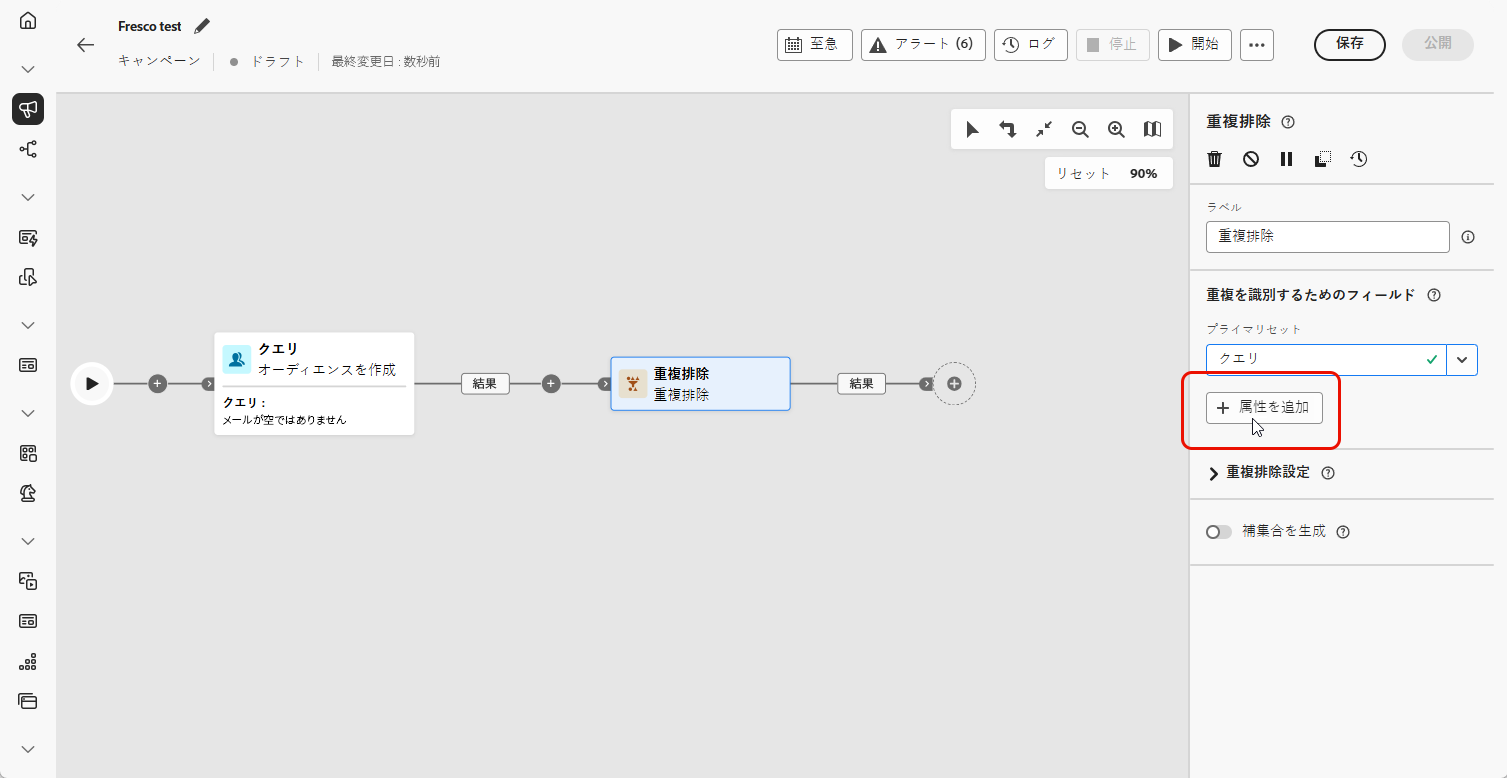 Fresco test
キャンペーン
ドラフト
最終変更日 : 数秒前
至急
アラート (6)
ログ
停止
開始
保存
公開
リセット 90%
クエリ
オーディエンスを作成
クエリ :
メールが空ではありません
結果
重複排除
重複排除
結果
重複排除
ラベル
重複排除
重複を識別するためのフィールド
プライマリセット
クエリ
属性を追加
重複排除設定
補集合を生成